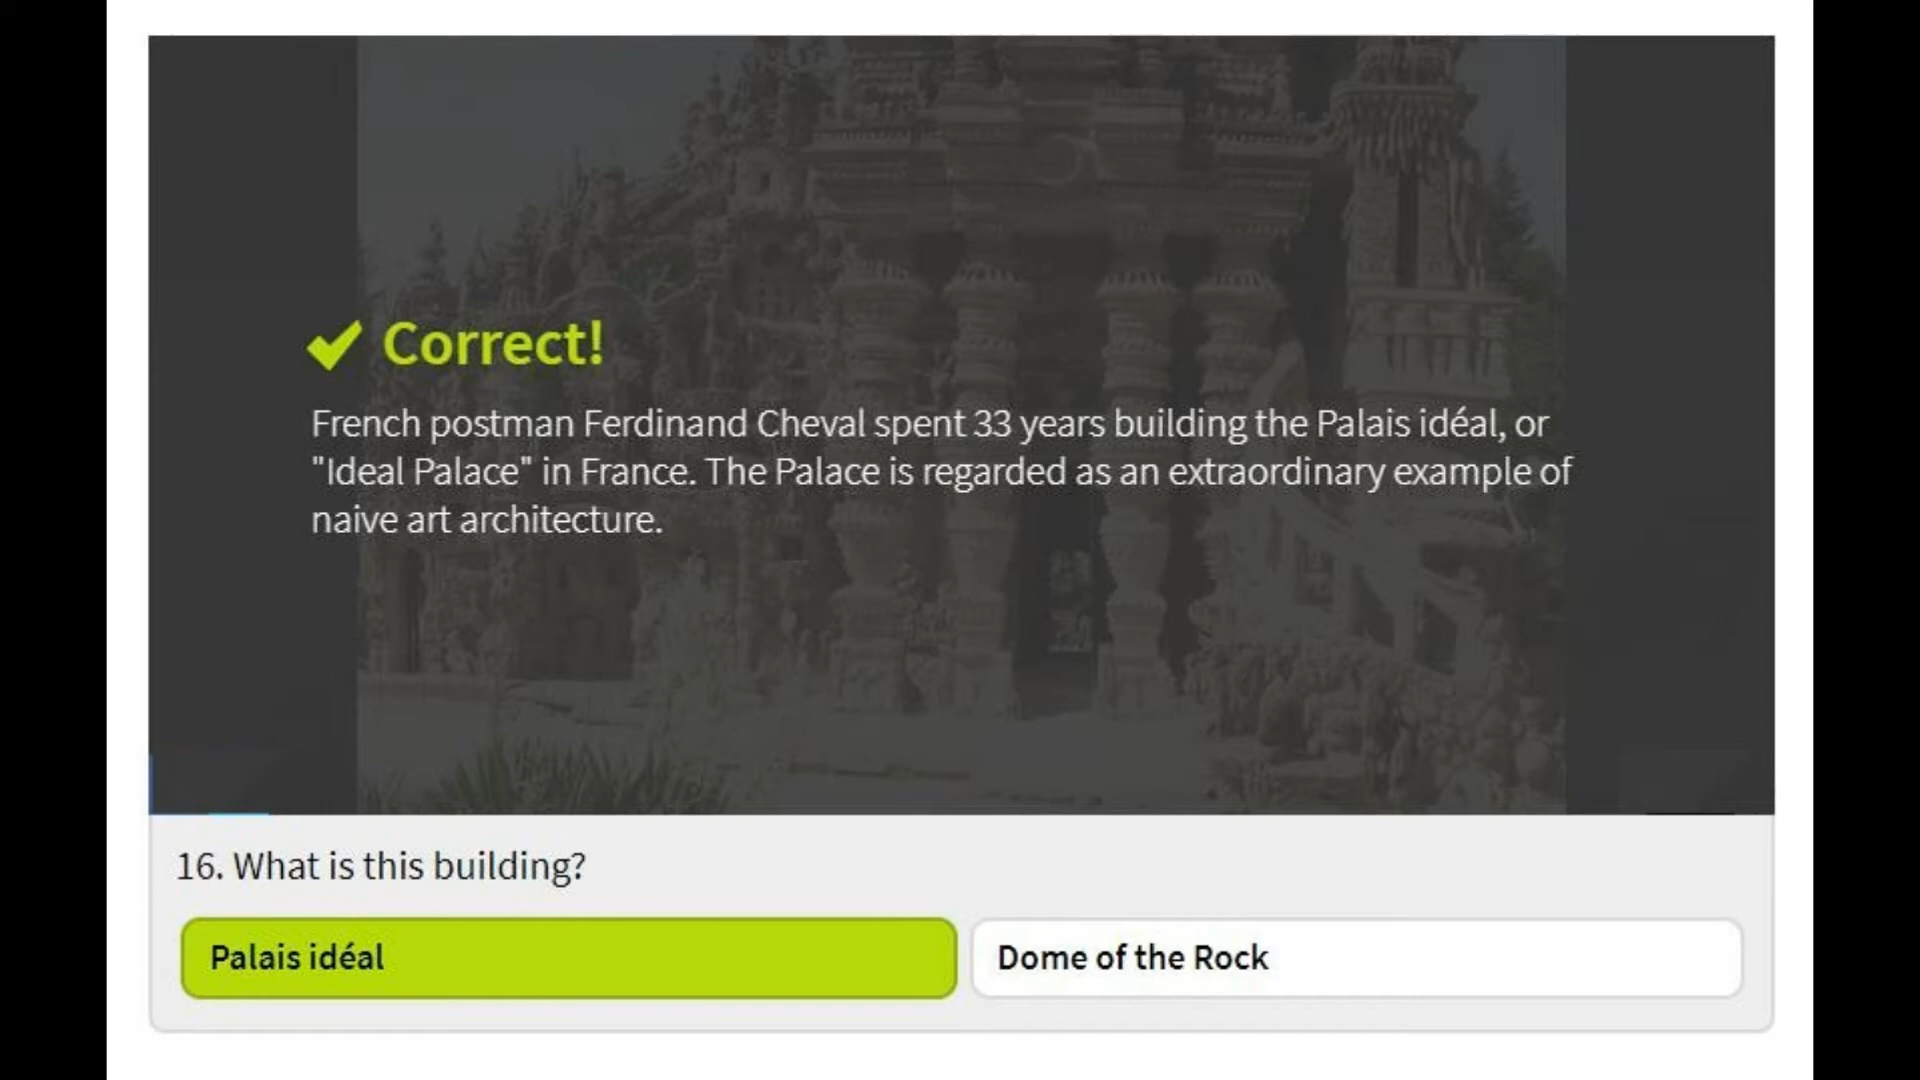 Correct!
French postman Ferdinand Cheval spent 33 years building the Palais idéal, or
"Ideal Palace" in France. The Palace is regarded as an extraordinary example of
naive art architecture.
16. What is this building?
Palais idéal
Dome of the Rock